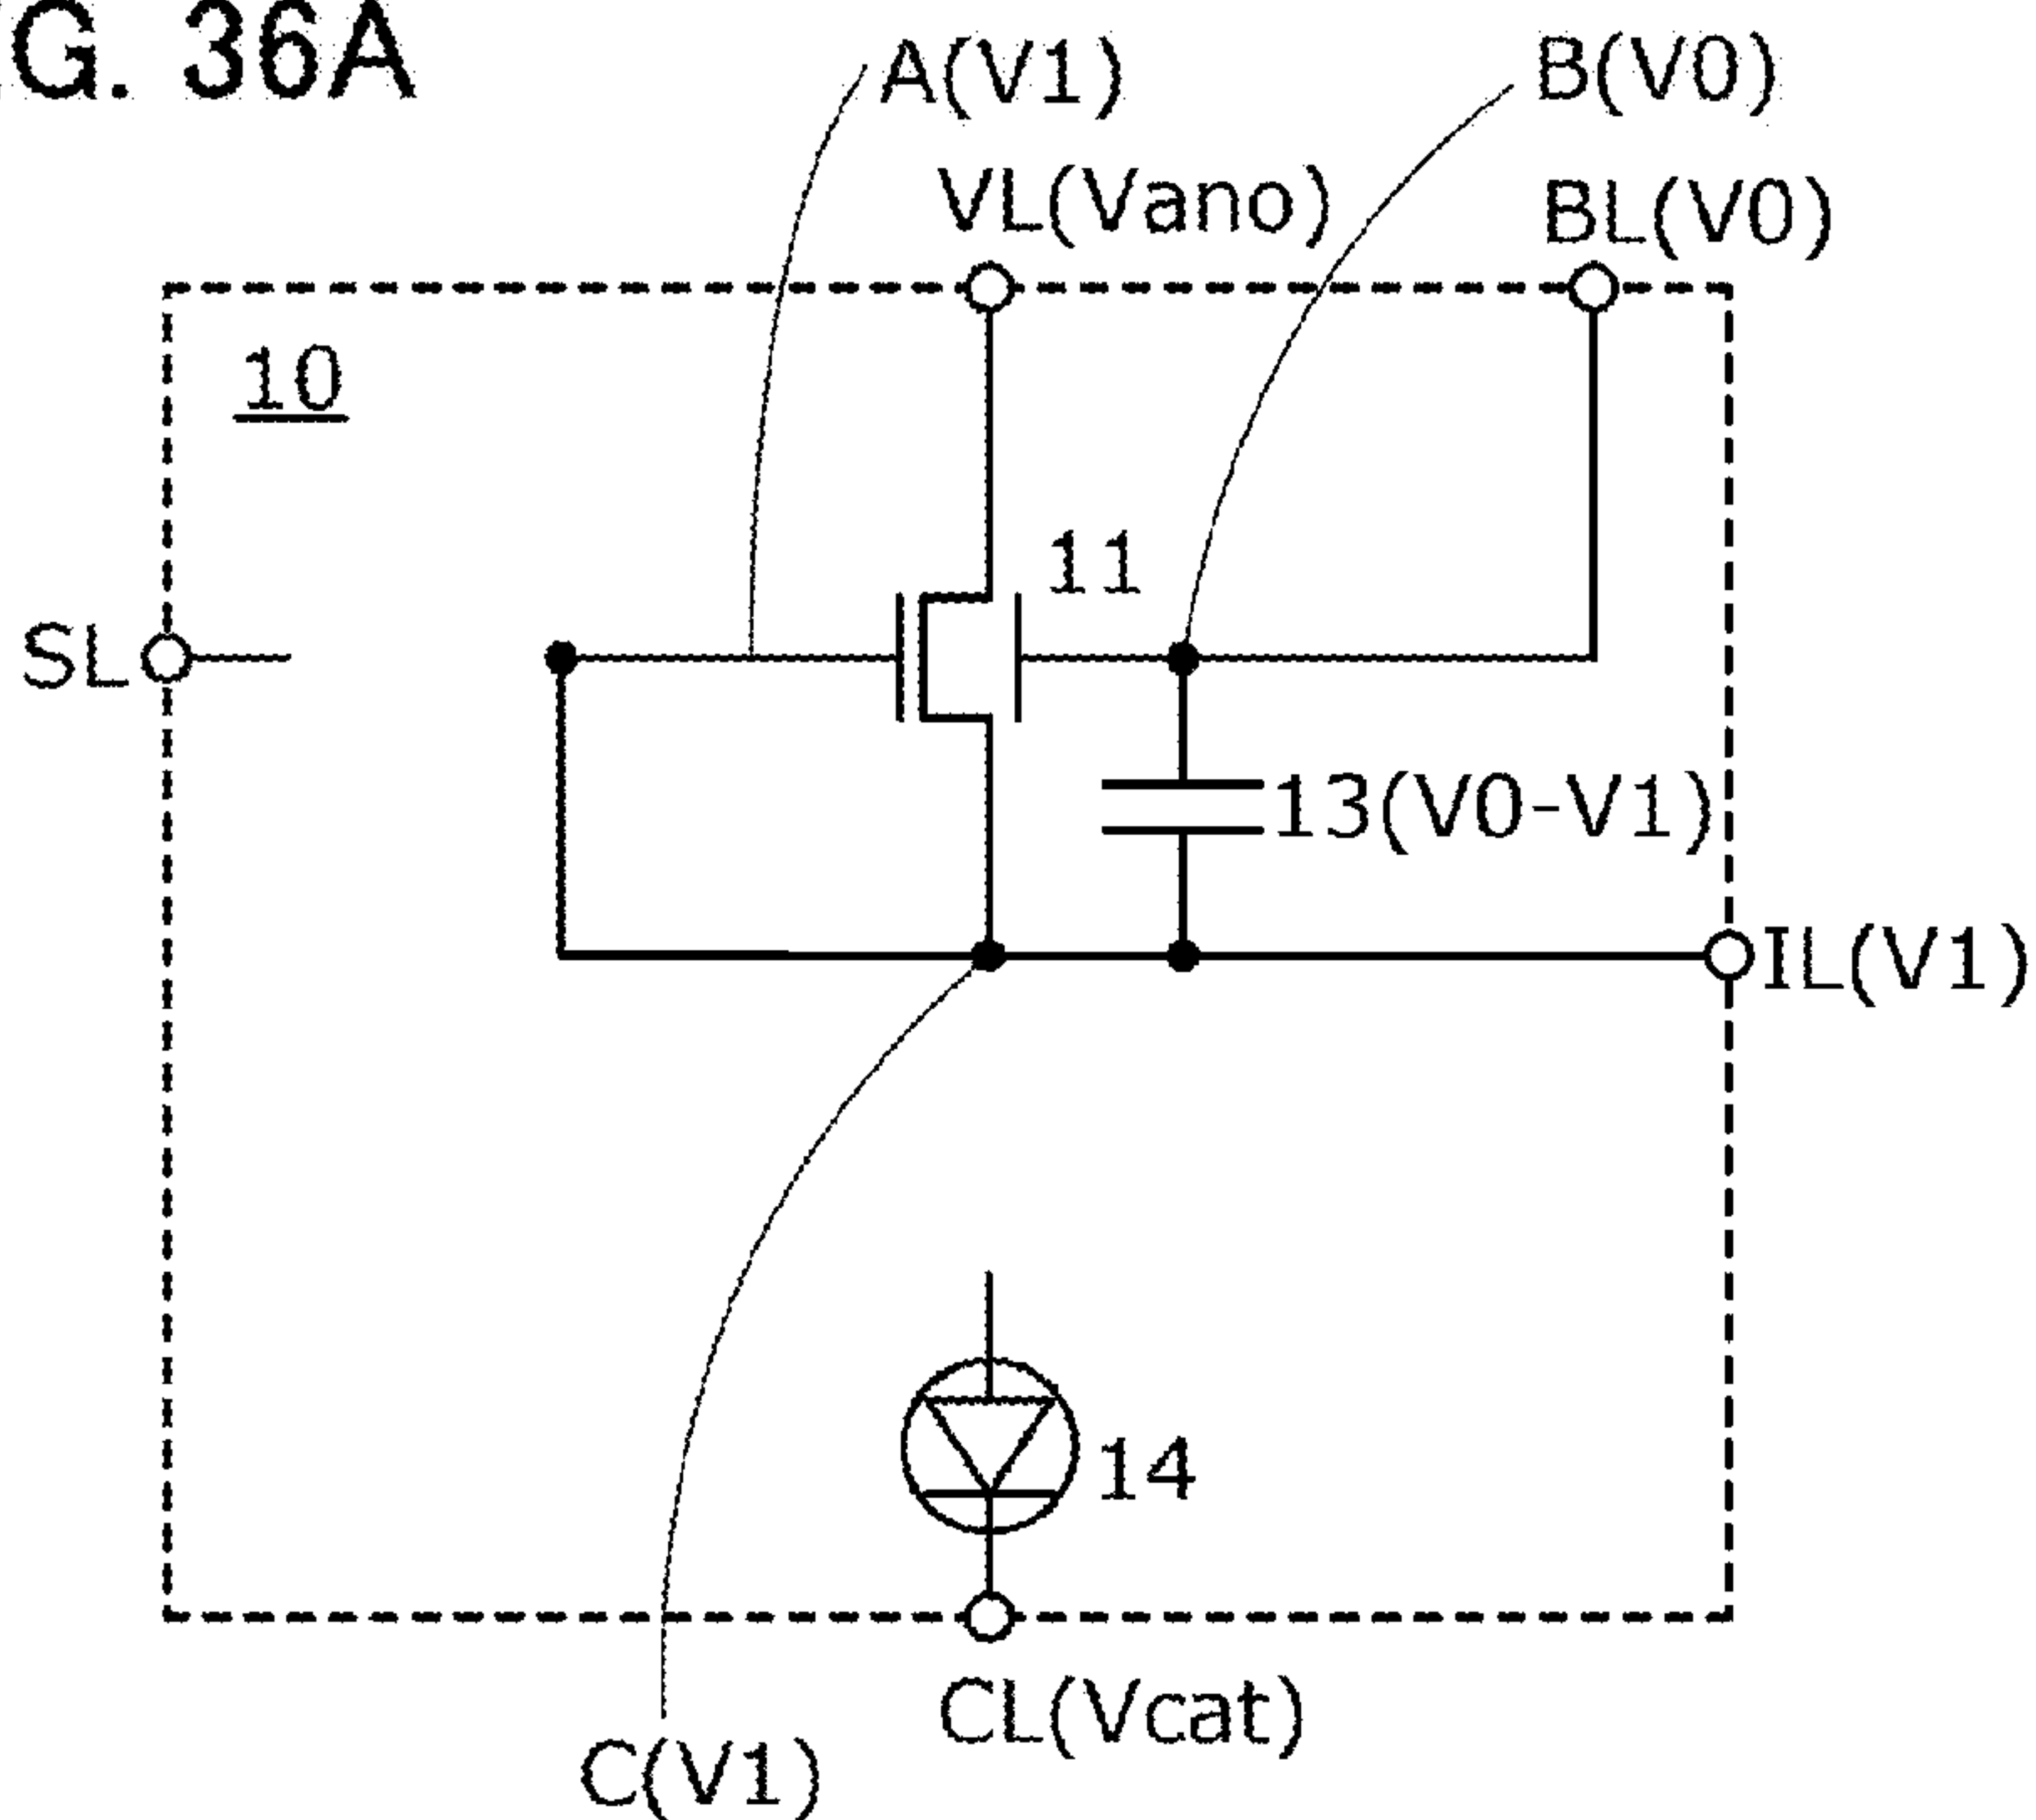 G. 36A
A(V1)
B(V0)
VL(Vano)
BL(V0)
10
11
SL
13(V0-V1)
IL(V1)
14
CL(Vcat)
C(V1)